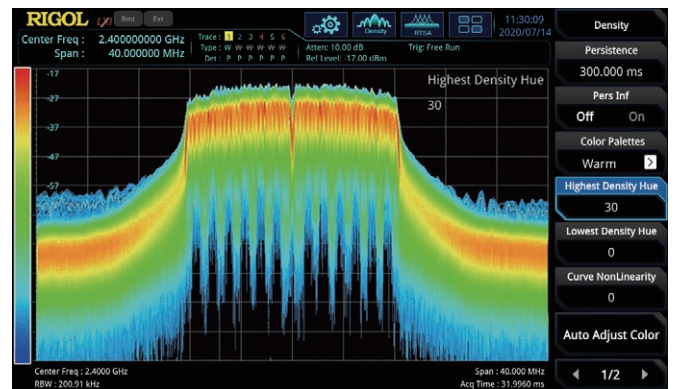 RIGOL LXI Rmt Ext
Center Freq : 2.400000000 GHz
Span : 40.000000 MHz
Trace : 1 2 3 4 5 6
Type : W W W W W W
Det : P P P P P P
Density
RTSA
Atten: 10.00 dB Trig: Free Run
Ref Level: -17.00 dBm
11:30:09
2020/07/14
-17
-27
-37
-47
-57
Highest Density Hue
30
Center Freq : 2.4000 GHz
RBW : 200.91 kHz
Span : 40.000 MHz
Acq Time : 31.9960 ms
Density
Persistence
300.000 ms
Pers Inf
Off On
Color Palettes
Warm
Highest Density Hue
30
Lowest Density Hue
0
Curve NonLinearity
0
Auto Adjust Color
1/2